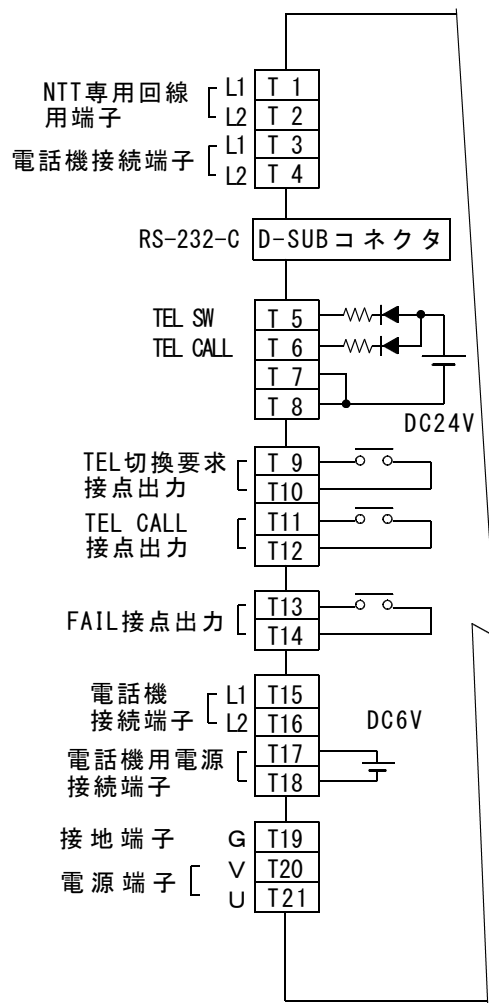 NTT専用回線
用端子
L1 T 1
L2 T 2
電話機接続端子
L1 T 3
L2 T 4
RS-232-C D-SUBコネクタ
TEL SW T 5
TEL CALL T 6
T 7
T 8
DC24V
TEL切換要求
接点出力
T 9
T10
TEL CALL
接点出力
T11
T12
FAIL接点出力
T13
T14
電話機
接続端子
L1 T15
L2 T16
DC6V
電話機用電源
接続端子
T17
T18
接地端子 G T19
電源端子
V T20
U T21